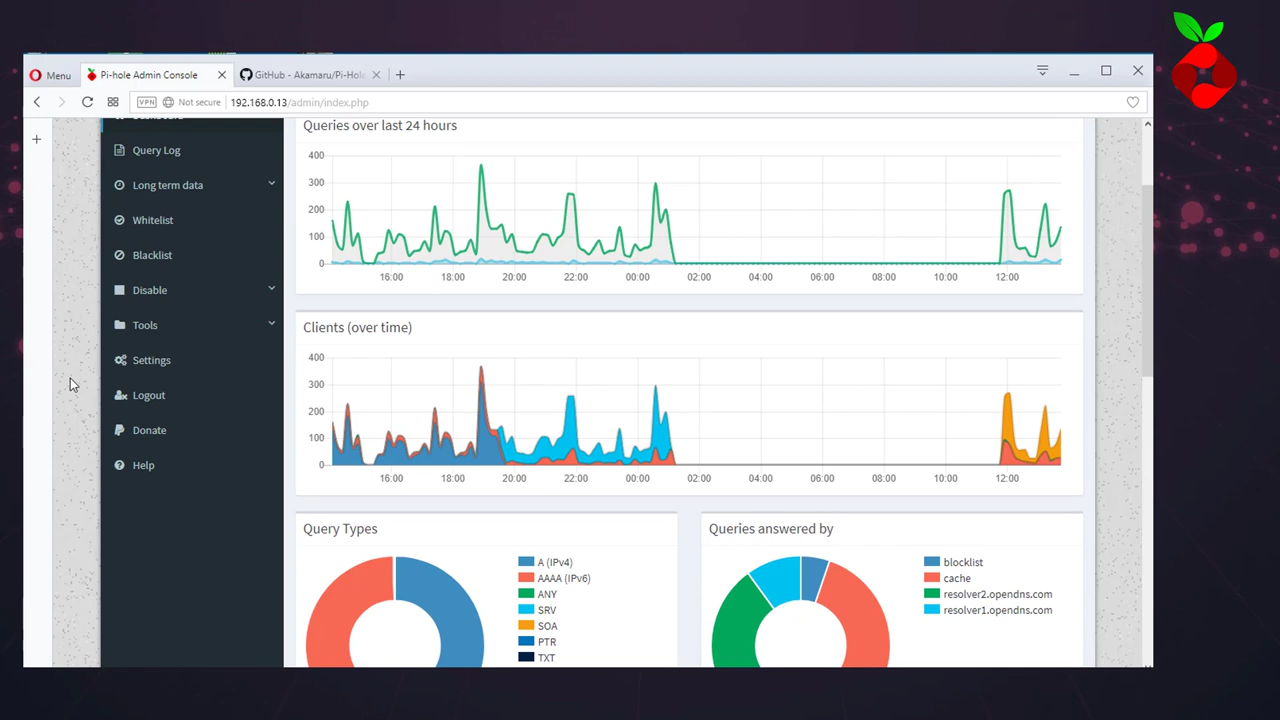 Menu
Pi-hole Admin Console
GitHub - Akamaru/Pi-Hole
VPN
Not secure
192.168.0.13/admin/index.php
Query Log
Long term data
Whitelist
Blacklist
Disable
Tools
Settings
Logout
Donate
Help
Queries over last 24 hours
400
300
200
100
0
16:00 18:00 20:00 22:00 00:00 02:00 04:00 06:00 08:00 10:00 12:00
Clients (over time)
400
300
200
100
0
16:00 18:00 20:00 22:00 00:00 02:00 04:00 06:00 08:00 10:00 12:00
Query Types
A (IPv4)
AAAA (IPv6)
ANY
SRV
SOA
PTR
TXT
Queries answered by
blocklist
cache
resolver2.opendns.com
resolver1.opendns.com